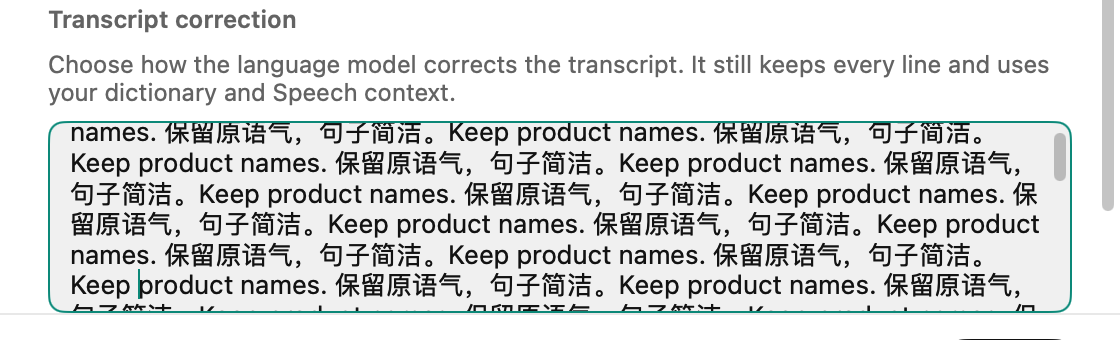 Transcript correction
Choose how the language model corrects the transcript. It still keeps every line and uses
your dictionary and Speech context.
names. 保留原语气，句子简洁。Keep product names. 保留原语气，句子简洁。
Keep product names. 保留原语气，句子简洁。Keep product names. 保留原语气，
句子简洁。Keep product names. 保留原语气，句子简洁。Keep product names. 保
留原语气，句子简洁。Keep product names. 保留原语气，句子简洁。Keep product
names. 保留原语气，句子简洁。Keep product names. 保留原语气，句子简洁。
Keep product names. 保留原语气，句子简洁。Keep product names. 保留原语气，